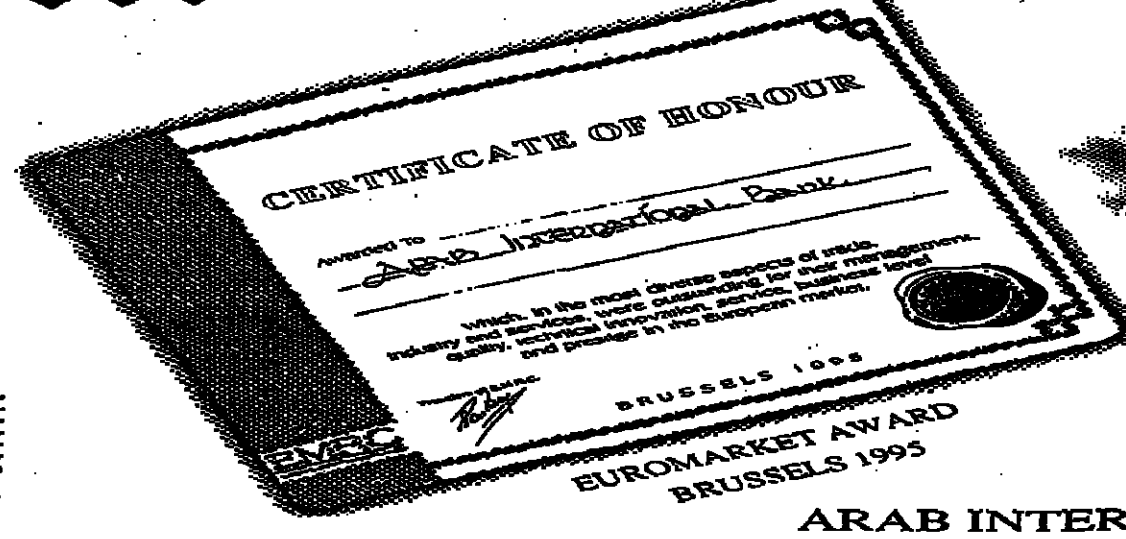 CERTIFICATE OF HONOUR
Awarded To
Arab International Bank.
which, in the most diverse aspects of trade,
industry and services, were outstanding for their management
quality, technical innovation, service, business level
and prestige in the European market.
BRUSSELS 1995
EMRC
EUROMARKET AWARD
BRUSSELS 1995
ARAB INTER